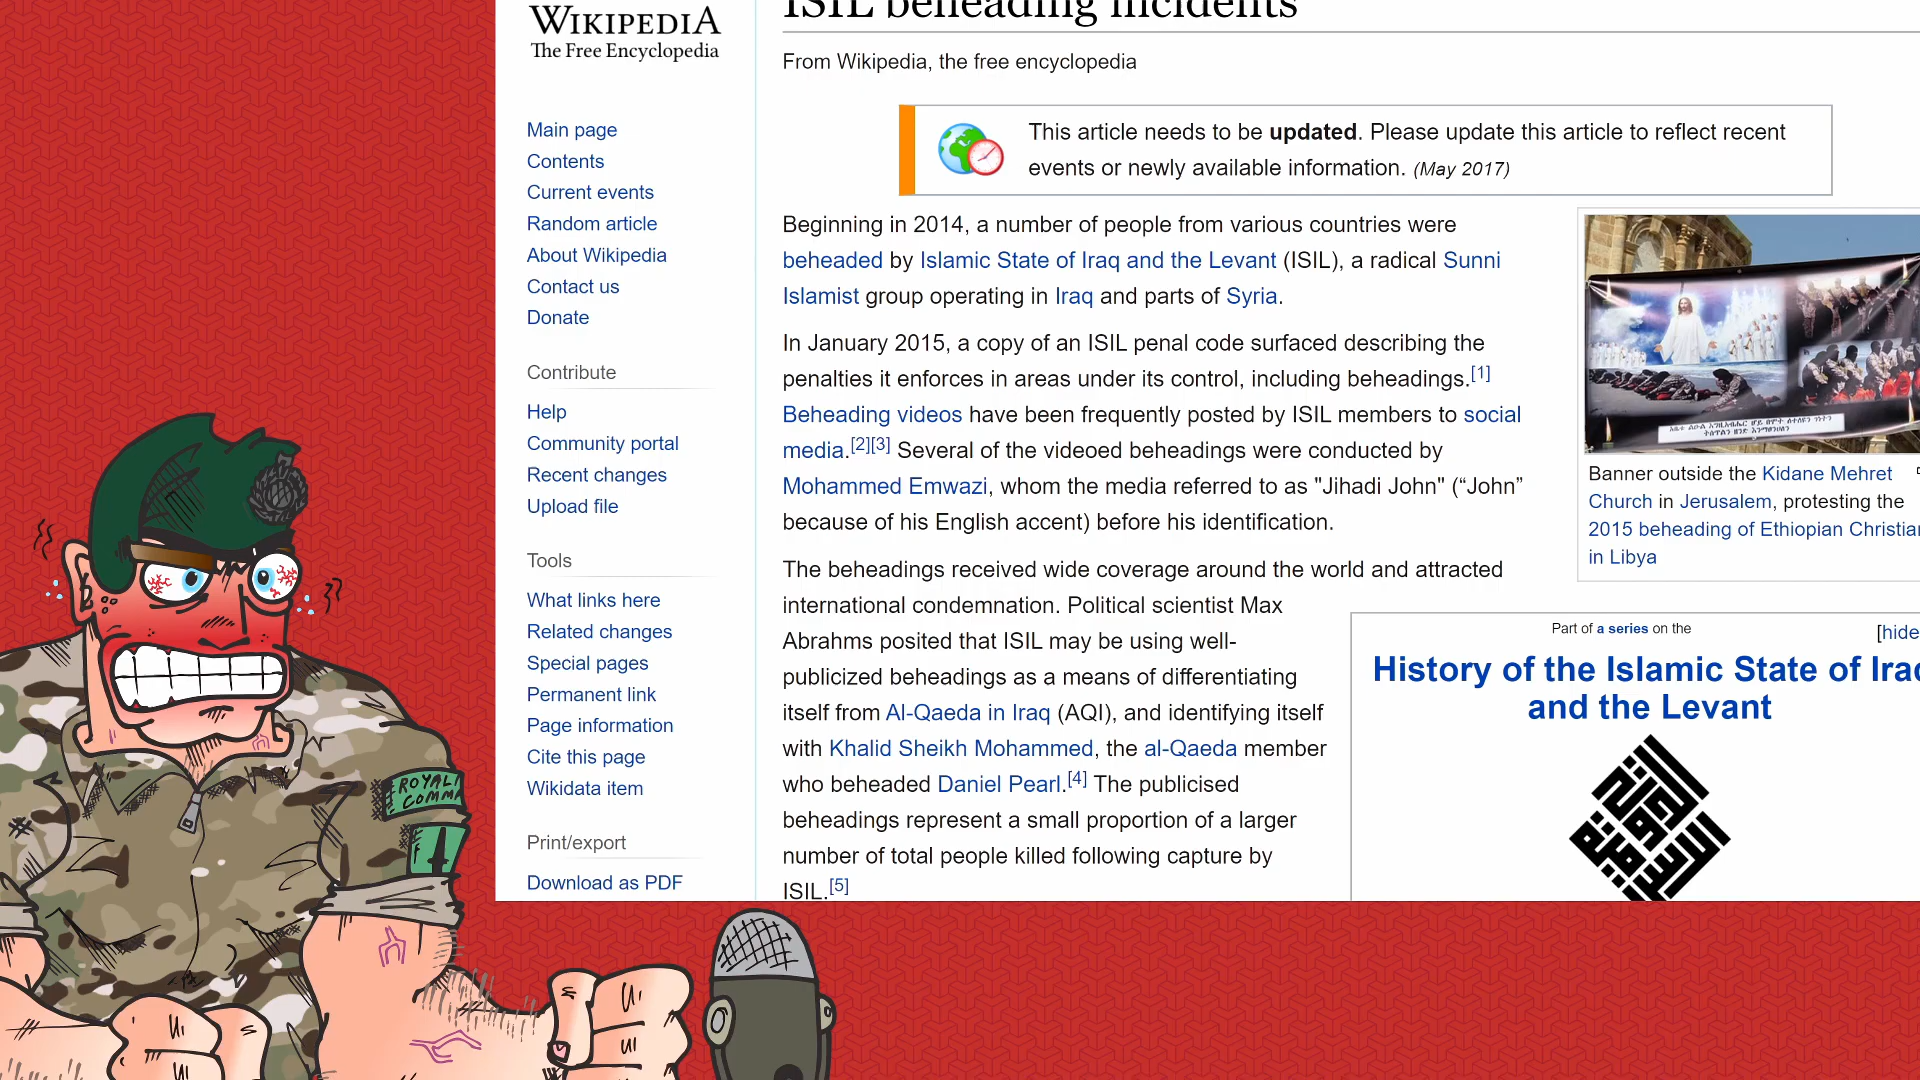 WIKIPEDIA
The Free Encyclopedia
Main page
Contents
Current events
Random article
About Wikipedia
Contact us
Donate
Contribute
Help
Community portal
Recent changes
Upload file
Tools
What links here
Related changes
Special pages
Permanent link
Page information
Cite this page
Wikidata item
Print/export
Download as PDF
ISIL beheading incidents
From Wikipedia, the free encyclopedia
This article needs to be updated. Please update this article to reflect recent
events or newly available information. (May 2017)
Beginning in 2014, a number of people from various countries were
beheaded by Islamic State of Iraq and the Levant (ISIL), a radical Sunni
Islamist group operating in Iraq and parts of Syria.
In January 2015, a copy of an ISIL penal code surfaced describing the
penalties it enforces in areas under its control, including beheadings.[1]
Beheading videos have been frequently posted by ISIL members to social
media.[2][3] Several of the videoed beheadings were conducted by
Mohammed Emwazi, whom the media referred to as "Jihadi John" (“John”
because of his English accent) before his identification.
The beheadings received wide coverage around the world and attracted
international condemnation. Political scientist Max
Abrahms posited that ISIL may be using well-
publicized beheadings as a means of differentiating
itself from Al-Qaeda in Iraq (AQI), and identifying itself
with Khalid Sheikh Mohammed, the al-Qaeda member
who beheaded Daniel Pearl.[4] The publicised
beheadings represent a small proportion of a larger
number of total people killed following capture by
ISIL.[5]
Banner outside the Kidane Mehret
Church in Jerusalem, protesting the
2015 beheading of Ethiopian Christian
in Libya
Part of a series on the
[hide
History of the Islamic State of Iraq
and the Levant
ROYAL
COMMA